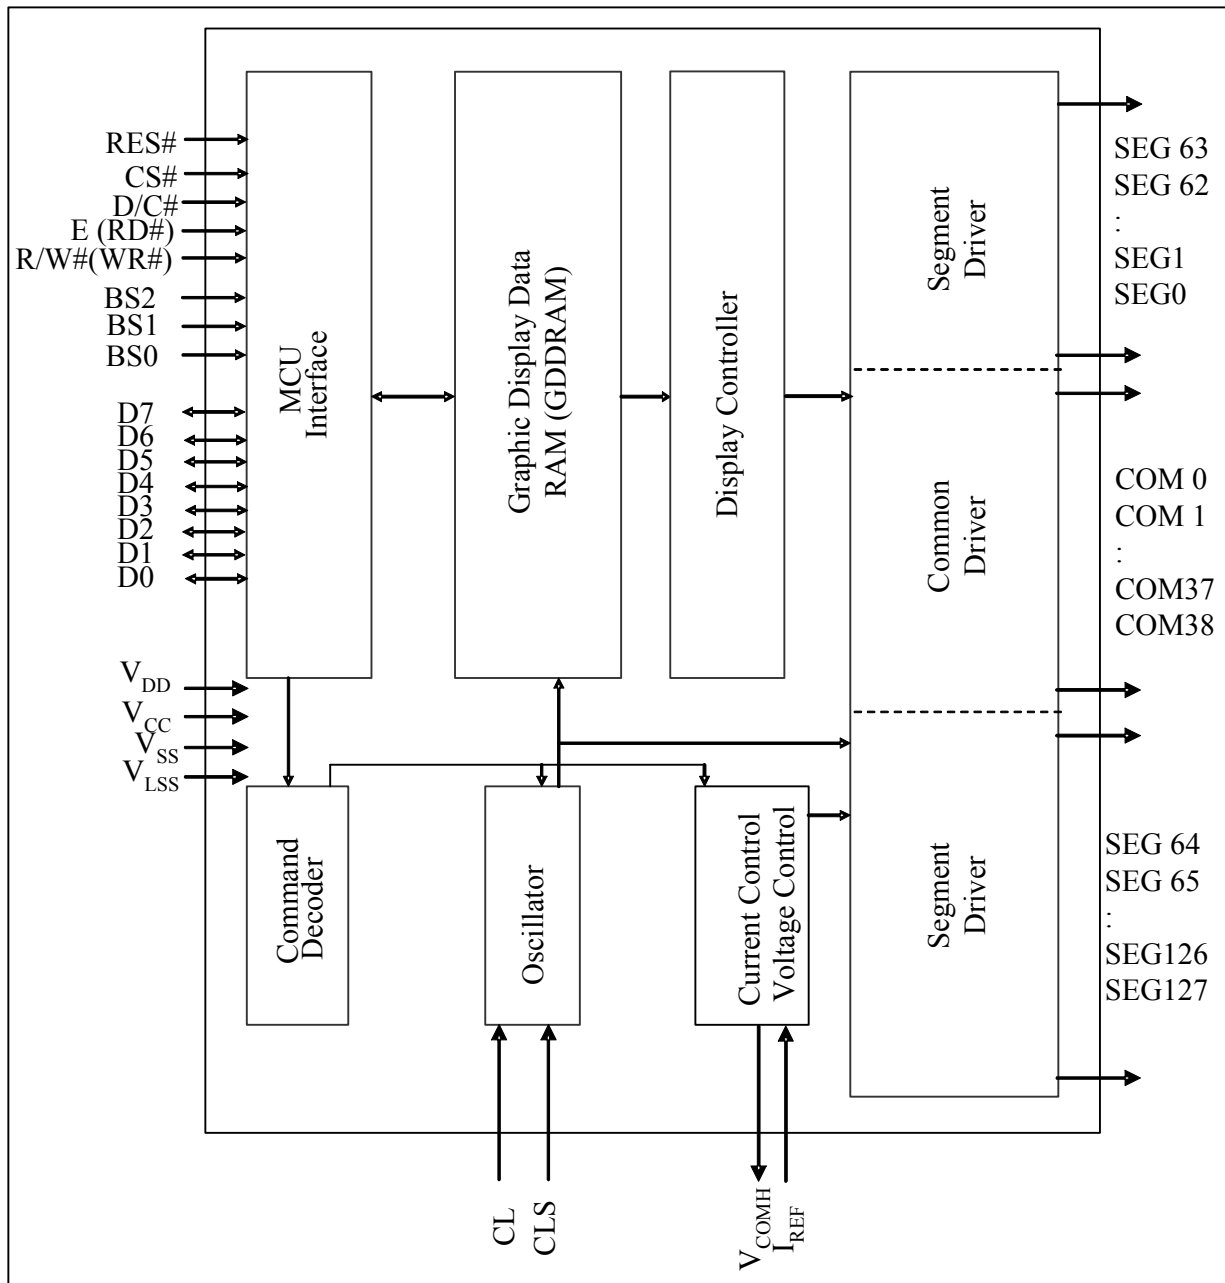 RES#
CS#
D/C#
E (RD#)
R/W#(WR#)
BS2
BS1
BS0
D7
D6
D5
D4
D3
D2
D1
D0
VDD
VCC
VSS
VLSS
MCU
Interface
Graphic Display Data
RAM (GDDRAM)
Display Controller
Segment
Driver
Common
Driver
Segment
Driver
Command
Decoder
Oscillator
Current Control
Voltage Control
SEG 63
SEG 62
:
SEG1
SEG0
COM 0
COM 1
:
COM37
COM38
SEG 64
SEG 65
:
SEG126
SEG127
CL
CLS
VCOMH
IREF